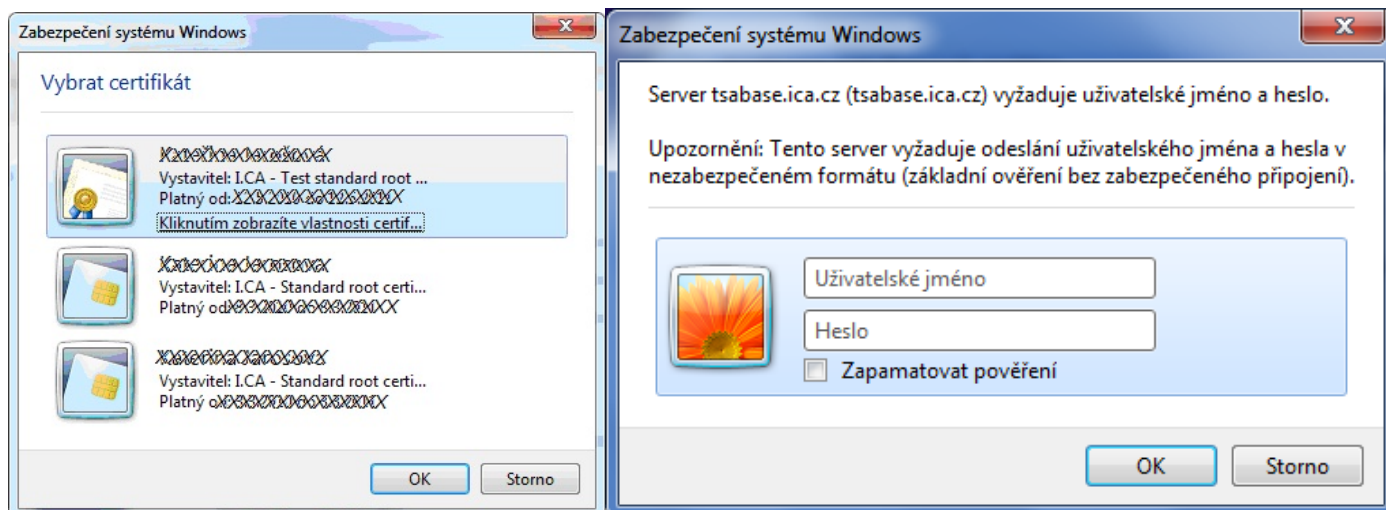 Zabezpečení systému Windows
Vybrat certifikát
Vystavitel: I.CA - Test standard root ...
Platný od:
Kliknutím zobrazíte vlastnosti certif...
Vystavitel: I.CA - Standard root certi...
Platný od
Vystavitel: I.CA - Standard root certi...
Platný
OK
Storno
Zabezpečení systému Windows
Server tsabase.ica.cz (tsabase.ica.cz) vyžaduje uživatelské jméno a heslo.
Upozornění: Tento server vyžaduje odeslání uživatelského jména a hesla v
nezabezpečeném formátu (základní ověření bez zabezpečeného připojení).
Uživatelské jméno
Heslo
Zapamatovat pověření
OK
Storno